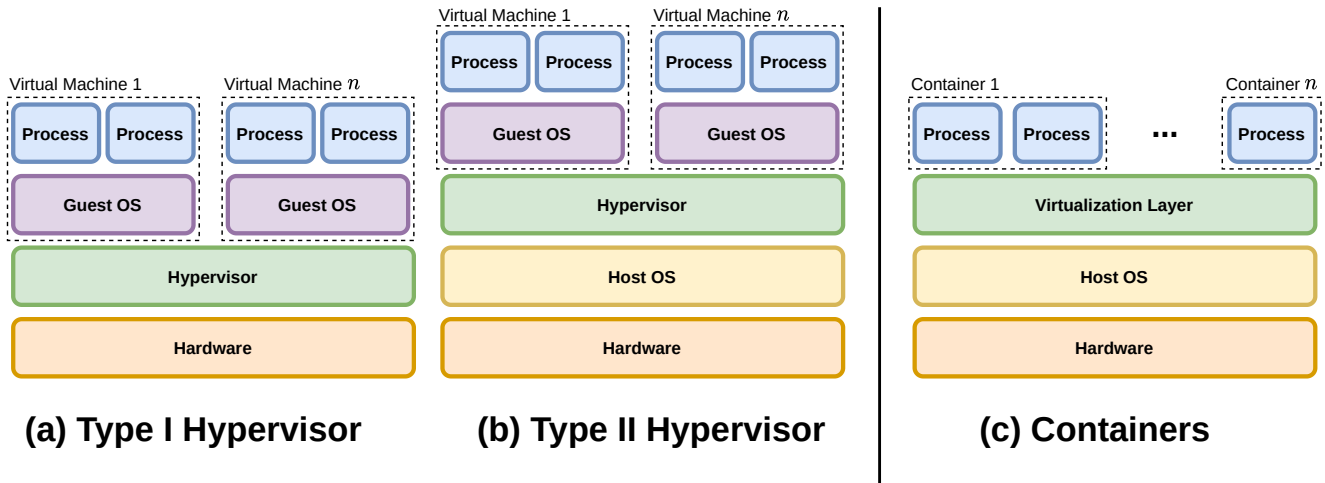 Virtual Machine 1
Virtual Machine n
Process
Process
Process
Process
Guest OS
Guest OS
Hypervisor
Hardware
(a) Type I Hypervisor
Virtual Machine 1
Virtual Machine n
Process
Process
Process
Process
Guest OS
Guest OS
Hypervisor
Host OS
Hardware
(b) Type II Hypervisor
Container 1
Container n
Process
Process
...
Process
Virtualization Layer
Host OS
Hardware
(c) Containers